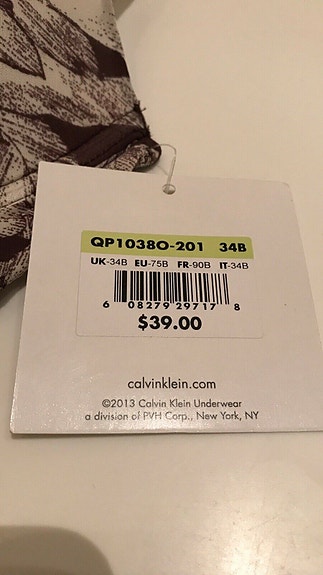 QP1038O-201 34B
UK-34B EU-75B FR-90B IT-34B
6 08279 29717 8
$39.00
calvinklein.com
©2013 Calvin Klein Underwear
a division of PVH Corp., New York, NY